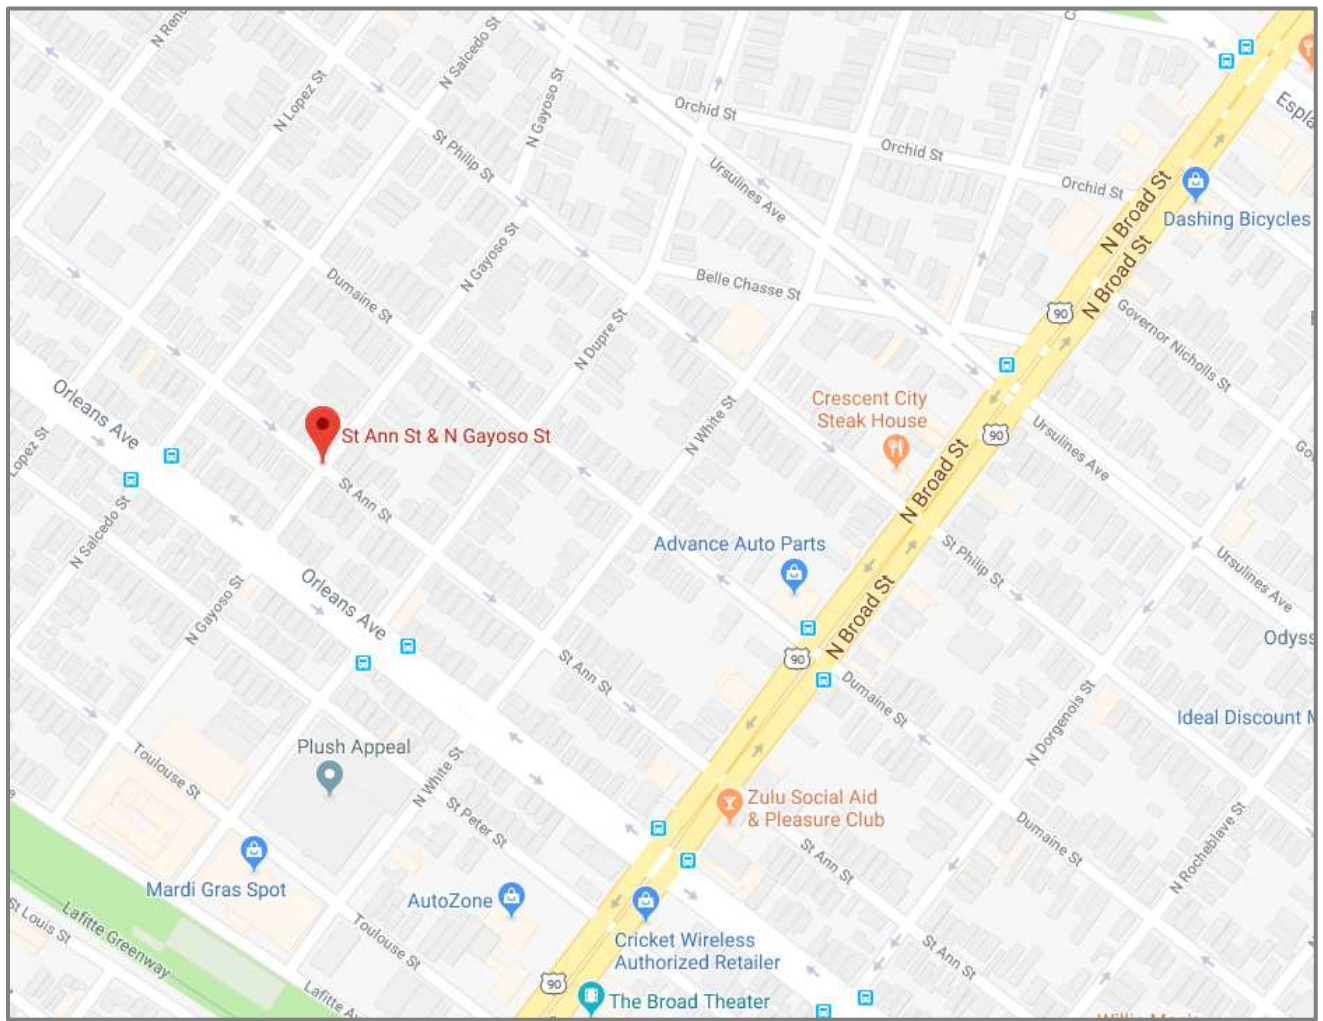 N Salcedo St
N Lopez St
N Gayoso St
Orchid St
Orchid St
Orchid St
St Philip St
Ursulines Ave
N Broad St
N Broad St
Dashing Bicycles
N Gayoso St
Belle Chasse St
Dumaine St
90
Governor Nicholls St
N Dupre St
Orleans Ave
Crescent City
Steak House
N White St
90
Ursulines Ave
St Ann St & N Gayoso St
Lopez St
St Ann St
N Broad St
N Salcedo St
Advance Auto Parts
St Philip St
Ursulines Ave
Orleans Ave
N Gayoso St
N Broad St
90
St Ann St
Dumaine St
N Dorgenois St
Ideal Discount
Plush Appeal
Toulouse St
N White St
Zulu Social Aid
& Pleasure Club
St Peter St
Dumaine St
N Rocheblave St
St Ann St
Mardi Gras Spot
AutoZone
Lafitte Greenway
St Louis St
Toulouse St
Cricket Wireless
Authorized Retailer
St Ann St
90
The Broad Theater